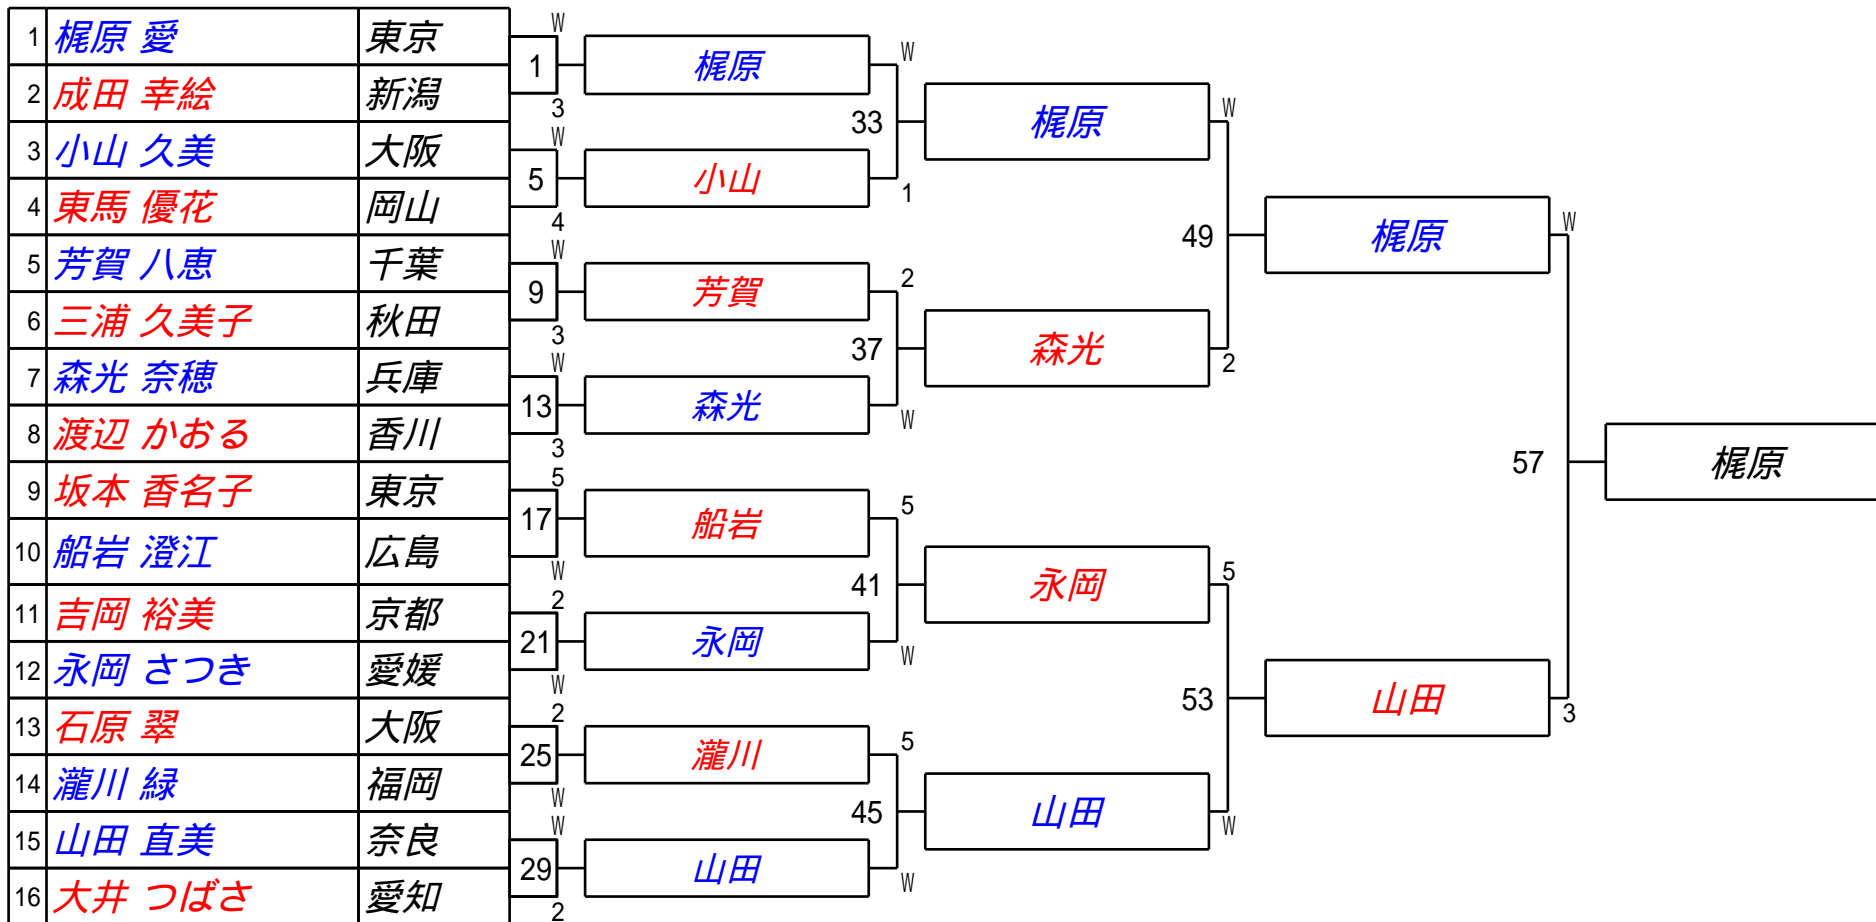 1 梶原 愛 東京
2 成田 幸絵 新潟
3 小山 久美 大阪
4 東馬 優花 岡山
5 芳賀 八恵 千葉
6 三浦 久美子 秋田
7 森光 奈穂 兵庫
8 渡辺 かおる 香川
9 坂本 香名子 東京
10 船岩 澄江 広島
11 吉岡 裕美 京都
12 永岡 さつき 愛媛
13 石原 翠 大阪
14 瀧川 緑 福岡
15 山田 直美 奈良
16 大井 つばさ 愛知
W
1
3
W
5
4
W
9
3
W
13
3
5
17
W
2
21
W
2
25
W
W
29
2
梶原 W
33
小山 1
芳賀 2
37
森光 W
船岩 5
41
永岡 W
瀧川 5
45
山田 W
梶原 W
49
森光 2
永岡 5
53
山田 W
梶原 W
57
山田 3
梶原